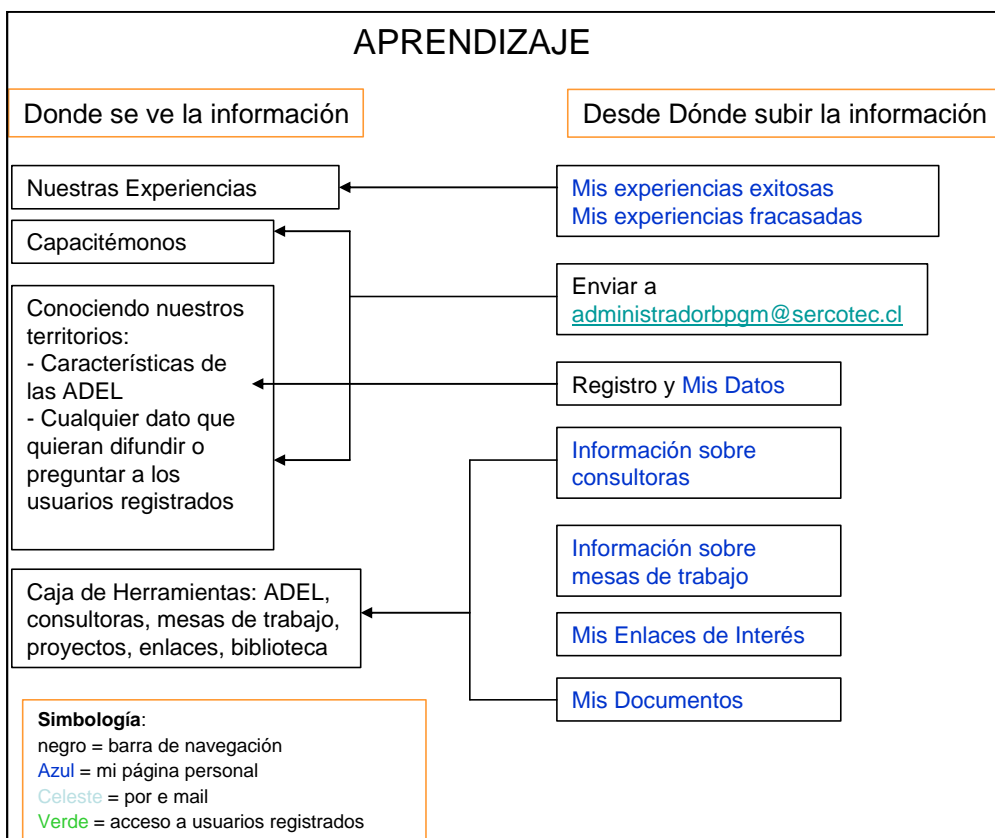 APRENDIZAJE
Donde se ve la información
Desde Dónde subir la información
Nuestras Experiencias
Mis experiencias exitosas
Mis experiencias fracasadas
Capacitémonos
Enviar a
administradorbpgm@sercotec.cl
Conociendo nuestros
territorios:
- Características de
las ADEL
- Cualquier dato que
quieran difundir o
preguntar a los
usuarios registrados
Registro y Mis Datos
Información sobre
consultoras
Información sobre
mesas de trabajo
Caja de Herramientas: ADEL,
consultoras, mesas de trabajo,
proyectos, enlaces, biblioteca
Mis Enlaces de Interés
Mis Documentos
Simbología:
negro = barra de navegación
Azul = mi página personal
Celeste = por e mail
Verde = acceso a usuarios registrados